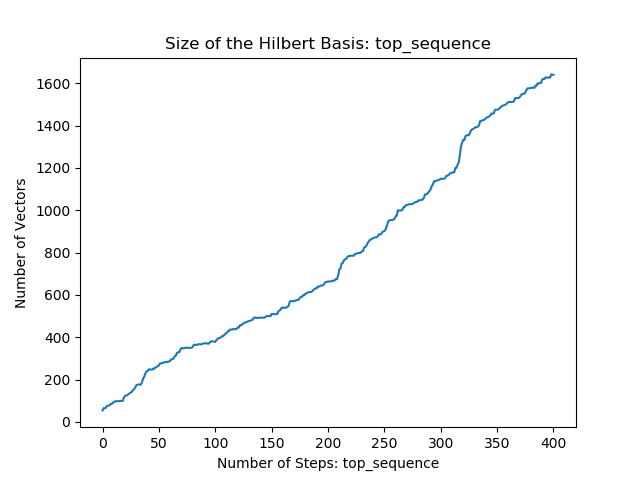 Size of the Hilbert Basis: top_sequence
1600
1400
1200
1000
800
600
400
200
0
Number of Vectors
0 50 100 150 200 250 300 350 400
Number of Steps: top_sequence